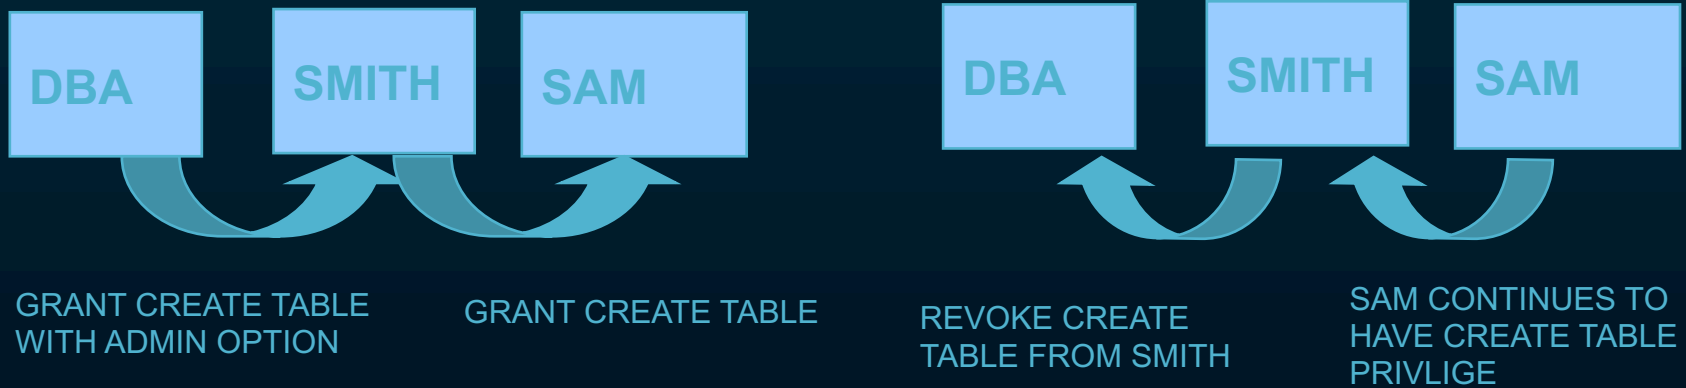 DBA
SMITH
SAM
GRANT CREATE TABLE
WITH ADMIN OPTION
GRANT CREATE TABLE
DBA
SMITH
SAM
REVOKE CREATE
TABLE FROM SMITH
SAM CONTINUES TO
HAVE CREATE TABLE
PRIVLIGE